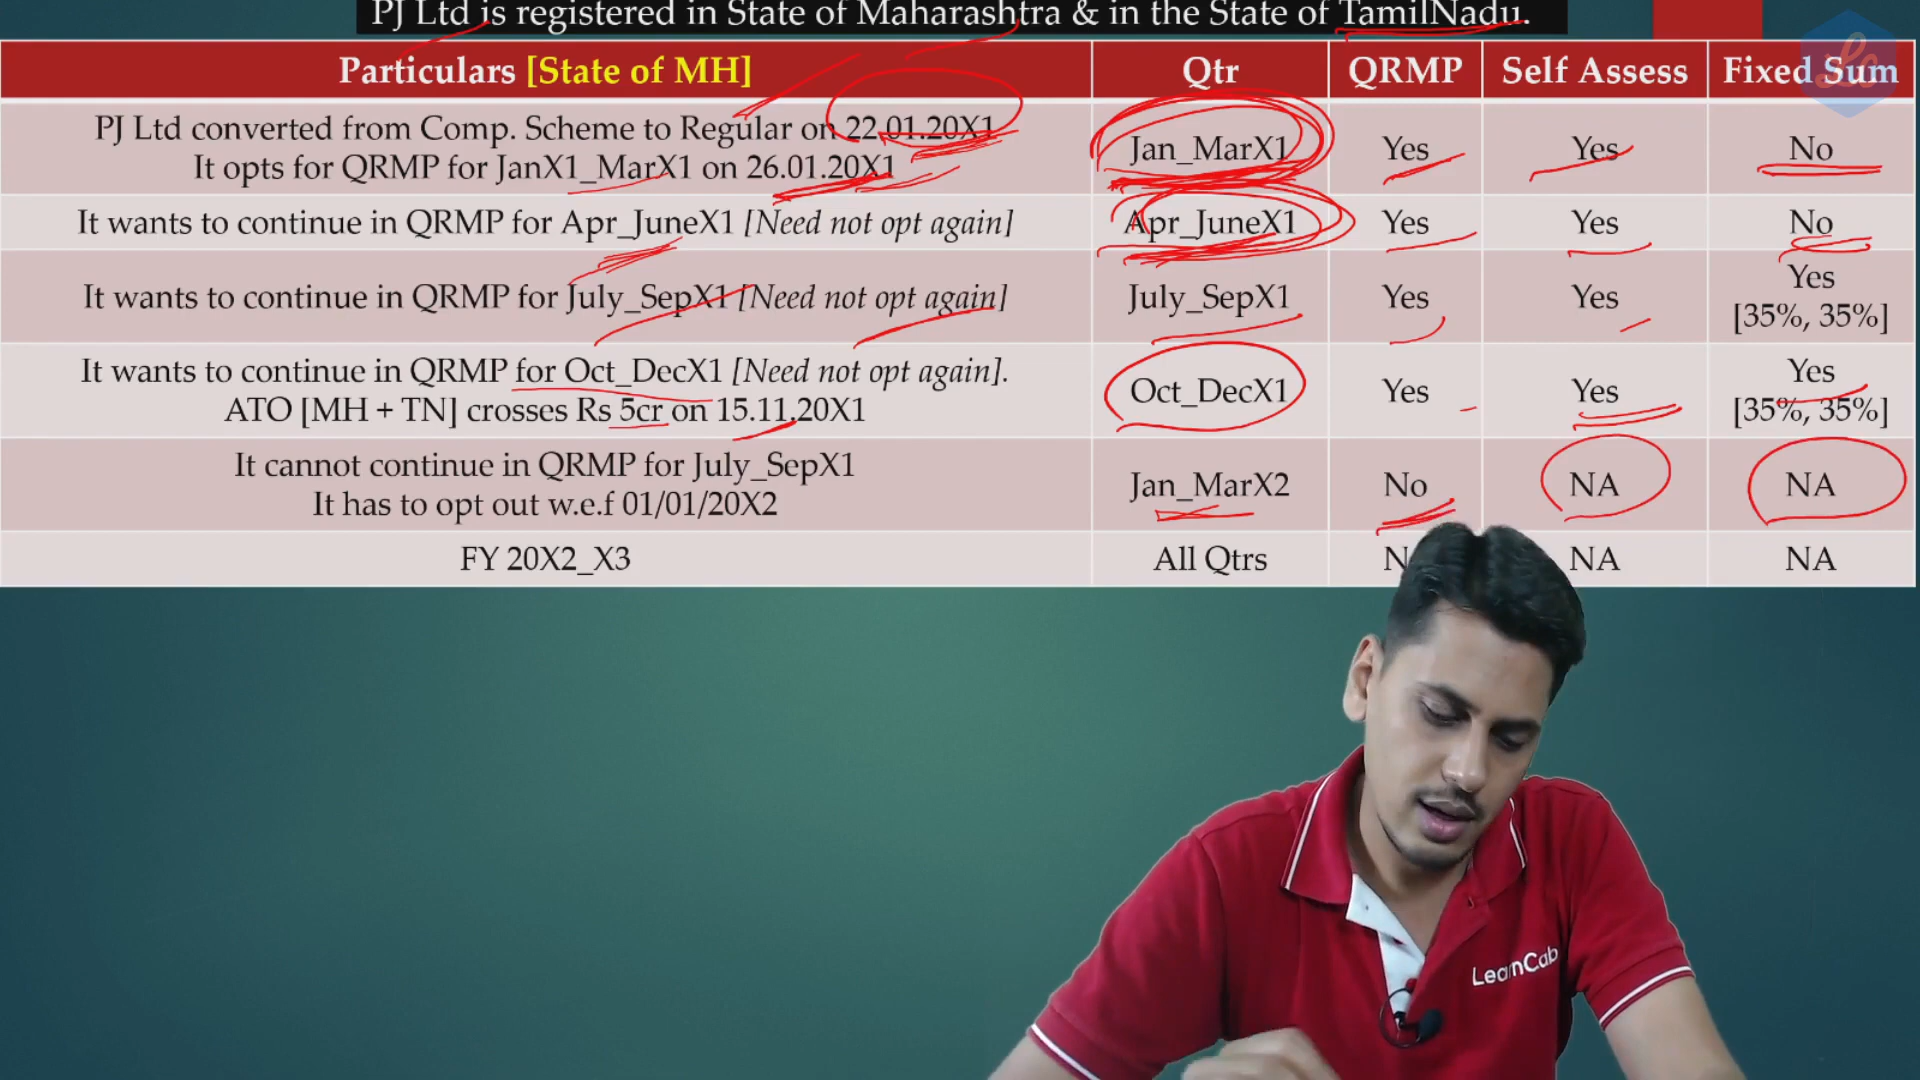 PJ Ltd is registered in State of Maharashtra & in the State of TamilNadu.
Particulars [State of MH] Qtr QRMP Self Assess Fixed Sum
PJ Ltd converted from Comp. Scheme to Regular on 22.01.20X1
It opts for QRMP for JanX1_MarX1 on 26.01.20X1
Jan_MarX1 Yes Yes No
It wants to continue in QRMP for Apr_JuneX1 [Need not opt again] Apr_JuneX1 Yes Yes No
It wants to continue in QRMP for July_SepX1 [Need not opt again] July_SepX1 Yes Yes
Yes
[35%, 35%]
It wants to continue in QRMP for Oct_DecX1 [Need not opt again].
ATO [MH + TN] crosses Rs 5cr on 15.11.20X1
Oct_DecX1 Yes Yes
Yes
[35%, 35%]
It cannot continue in QRMP for July_SepX1
It has to opt out w.e.f 01/01/20X2
Jan_MarX2 No NA NA
FY 20X2_X3 All Qtrs NA NA
LearnCab